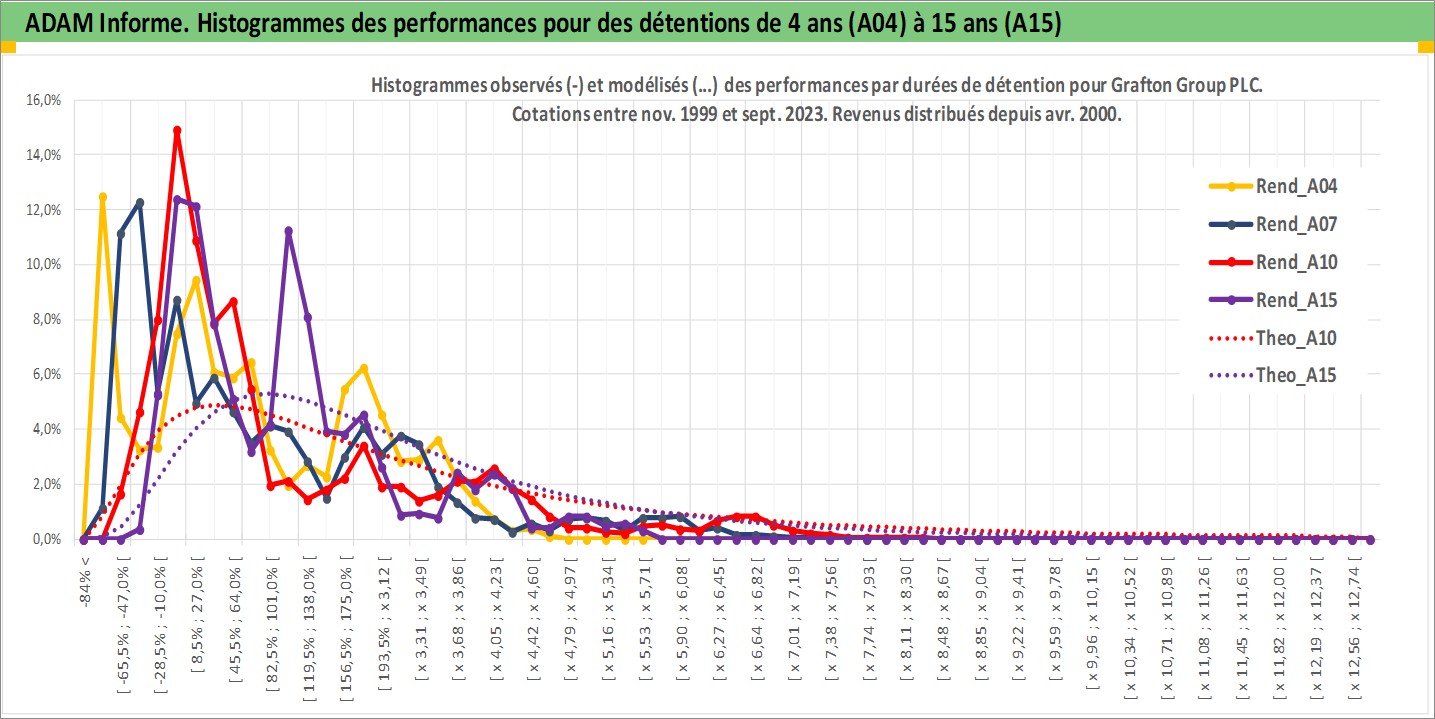 ADAM Informe. Histogrammes des performances pour des détentions de 4 ans (A04) à 15 ans (A15)
Histogrammes observés (-) et modélisés (...) des performances par durées de détention pour Grafton Group PLC.
Cotations entre nov. 1999 et sept. 2023. Revenus distribués depuis avr. 2000.
16,0%
14,0%
12,0%
10,0%
8,0%
6,0%
4,0%
2,0%
0,0%
Rend_A04
Rend_A07
Rend_A10
Rend_A15
Theo_A10
Theo_A15
-84% <
[ -65,5% ; -47,0% [
[ -28,5% ; -10,0% [
[ 8,5% ; 27,0% [
[ 45,5% ; 64,0% [
[ 82,5% ; 101,0% [
[ 119,5% ; 138,0% [
[ 156,5% ; 175,0% [
[ 193,5% ; x 3,12 [
[ x 3,31 ; x 3,49 [
[ x 3,68 ; x 3,86 [
[ x 4,05 ; x 4,23 [
[ x 4,42 ; x 4,60 [
[ x 4,79 ; x 4,97 [
[ x 5,16 ; x 5,34 [
[ x 5,53 ; x 5,71 [
[ x 5,90 ; x 6,08 [
[ x 6,27 ; x 6,45 [
[ x 6,64 ; x 6,82 [
[ x 7,01 ; x 7,19 [
[ x 7,38 ; x 7,56 [
[ x 7,74 ; x 7,93 [
[ x 8,11 ; x 8,30 [
[ x 8,48 ; x 8,67 [
[ x 8,85 ; x 9,04 [
[ x 9,22 ; x 9,41 [
[ x 9,59 ; x 9,78 [
[ x 9,96 ; x 10,15 [
[ x 10,34 ; x 10,52 [
[ x 10,71 ; x 10,89 [
[ x 11,08 ; x 11,26 [
[ x 11,45 ; x 11,63 [
[ x 11,82 ; x 12,00 [
[ x 12,19 ; x 12,37 [
[ x 12,56 ; x 12,74 [